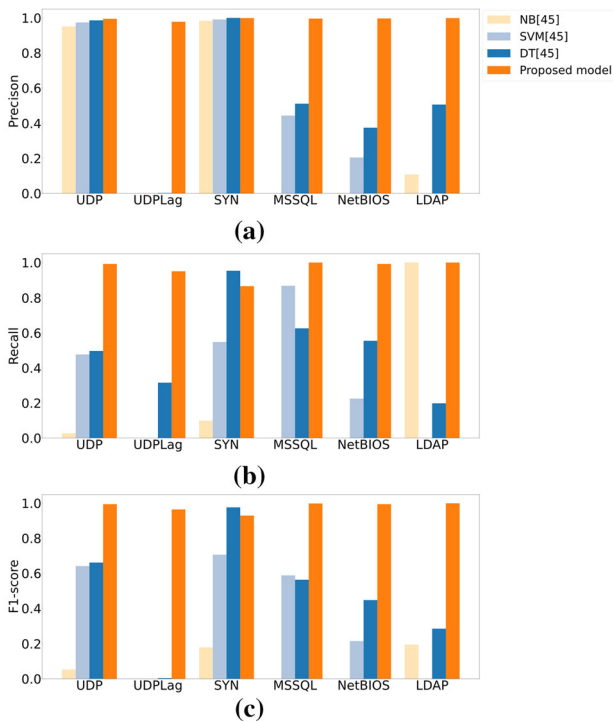 1.0
0.8
0.6
0.4
0.2
0.0
Precison
UDP UDPLag SYN MSSQL NetBIOS LDAP
(a)
NB[45]
SVM[45]
DT[45]
Proposed model
1.0
0.8
0.6
0.4
0.2
0.0
Recall
UDP UDPLag SYN MSSQL NetBIOS LDAP
(b)
1.0
0.8
0.6
0.4
0.2
0.0
F1-score
UDP UDPLag SYN MSSQL NetBIOS LDAP
(c)